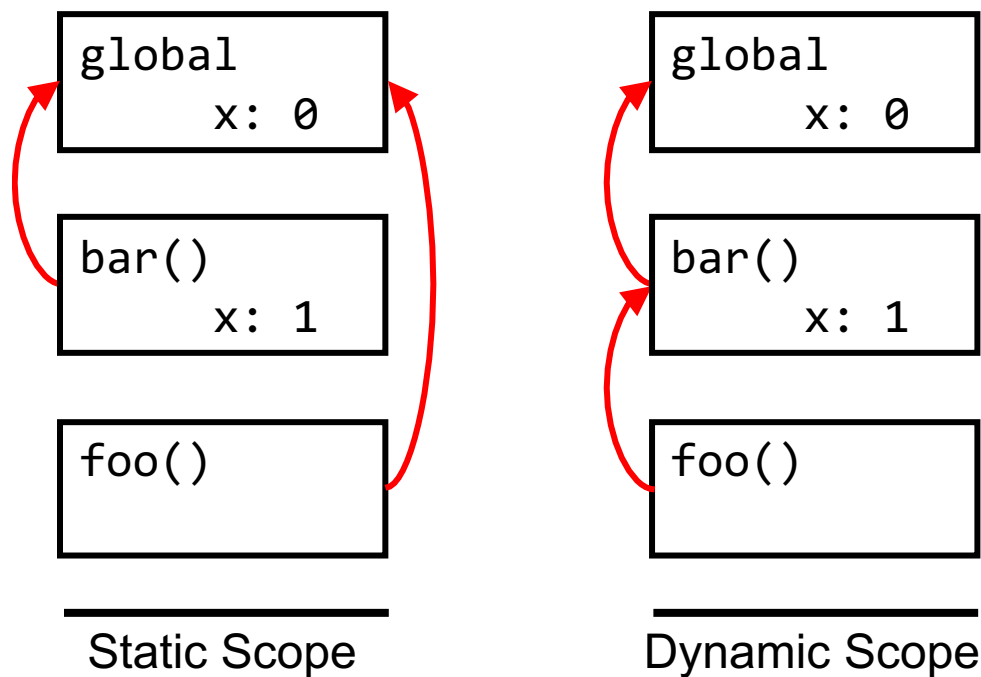 global
x: 0
bar()
x: 1
foo()
Static Scope
global
x: 0
bar()
x: 1
foo()
Dynamic Scope